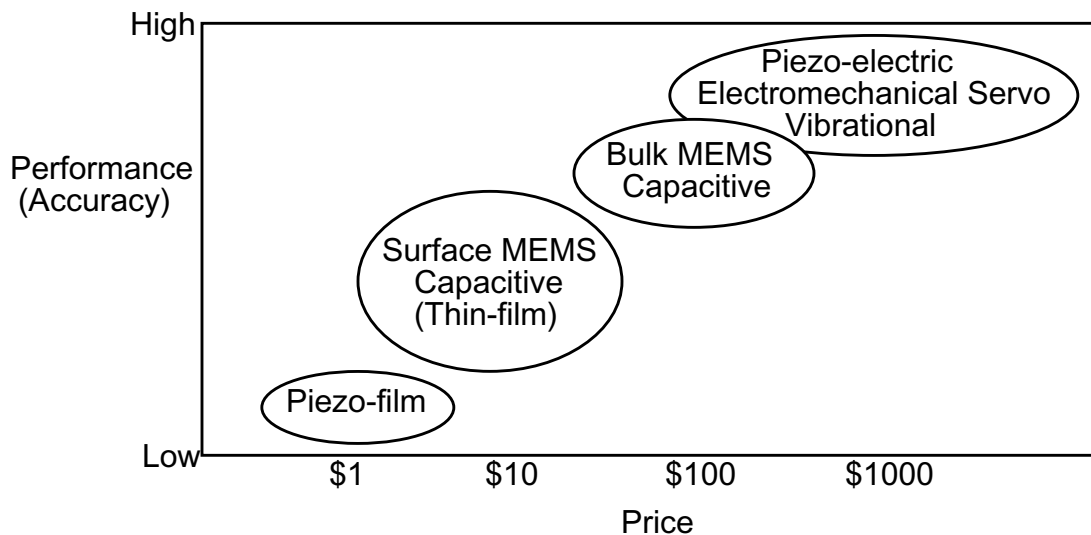 High
Piezo-electric
Electromechanical Servo
Vibrational
Bulk MEMS
Capacitive
Performance
(Accuracy)
Surface MEMS
Capacitive
(Thin-film)
Piezo-film
Low
$1
$10
$100
$1000
Price